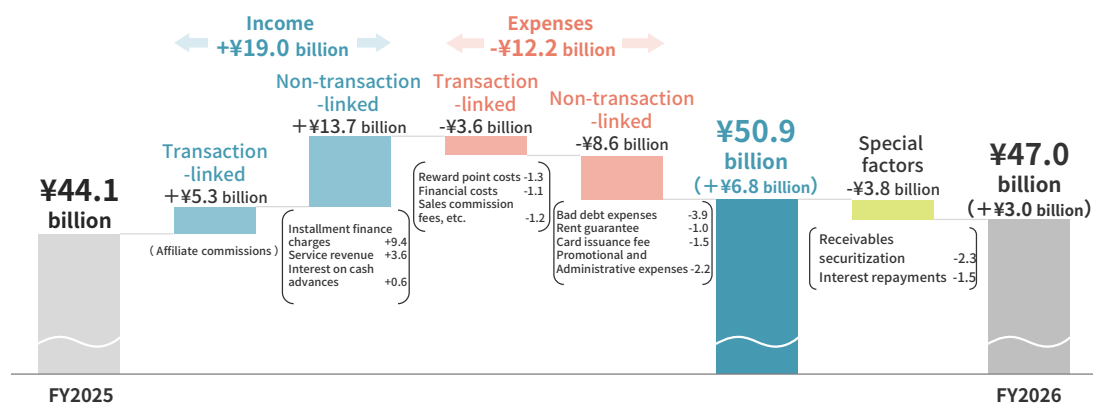 Income
+¥19.0 billion
Expenses
-¥12.2 billion
¥44.1
billion
Transaction
-linked
+¥5.3 billion
(Affiliate commissions)
Non-transaction
-linked
+¥13.7 billion
Installment finance
charges +9.4
Service revenue +3.6
Interest on cash
advances +0.6
Transaction
-linked
-¥3.6 billion
Reward point costs -1.3
Financial costs -1.1
Sales commission
fees, etc. -1.2
Non-transaction
-linked
-¥8.6 billion
Bad debt expenses -3.9
Rent guarantee -1.0
Card issuance fee -1.5
Promotional and
Administrative expenses -2.2
¥50.9
billion
(+¥6.8 billion)
Special
factors
-¥3.8 billion
Receivables
securitization -2.3
Interest repayments -1.5
¥47.0
billion
(+¥3.0 billion)
FY2025
FY2026